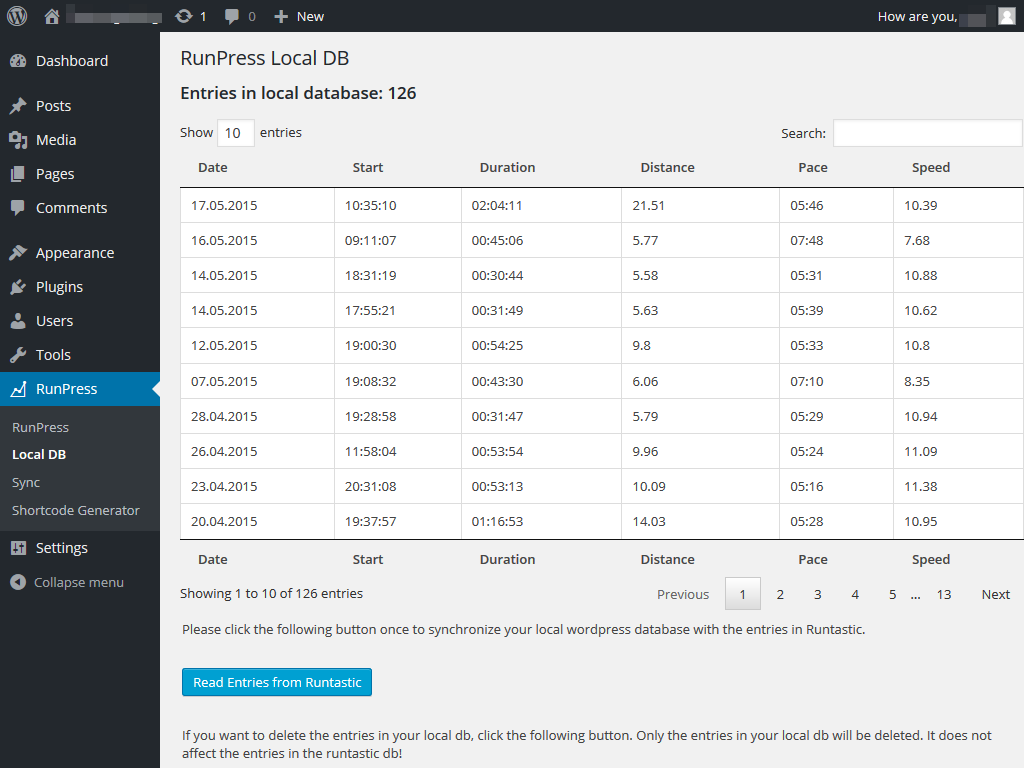 1 0 New How are you,
Dashboard
Posts
Media
Pages
Comments
Appearance
Plugins
Users
Tools
RunPress
RunPress
Local DB
Sync
Shortcode Generator
Settings
Collapse menu
RunPress Local DB
Entries in local database: 126
Show 10 entries Search:
Date Start Duration Distance Pace Speed
17.05.2015 10:35:10 02:04:11 21.51 05:46 10.39
16.05.2015 09:11:07 00:45:06 5.77 07:48 7.68
14.05.2015 18:31:19 00:30:44 5.58 05:31 10.88
14.05.2015 17:55:21 00:31:49 5.63 05:39 10.62
12.05.2015 19:00:30 00:54:25 9.8 05:33 10.8
07.05.2015 19:08:32 00:43:30 6.06 07:10 8.35
28.04.2015 19:28:58 00:31:47 5.79 05:29 10.94
26.04.2015 11:58:04 00:53:54 9.96 05:24 11.09
23.04.2015 20:31:08 00:53:13 10.09 05:16 11.38
20.04.2015 19:37:57 01:16:53 14.03 05:28 10.95
Date Start Duration Distance Pace Speed
Showing 1 to 10 of 126 entries Previous 1 2 3 4 5 ... 13 Next
Please click the following button once to synchronize your local wordpress database with the entries in Runtastic.
Read Entries from Runtastic
If you want to delete the entries in your local db, click the following button. Only the entries in your local db will be deleted. It does not
affect the entries in the runtastic db!